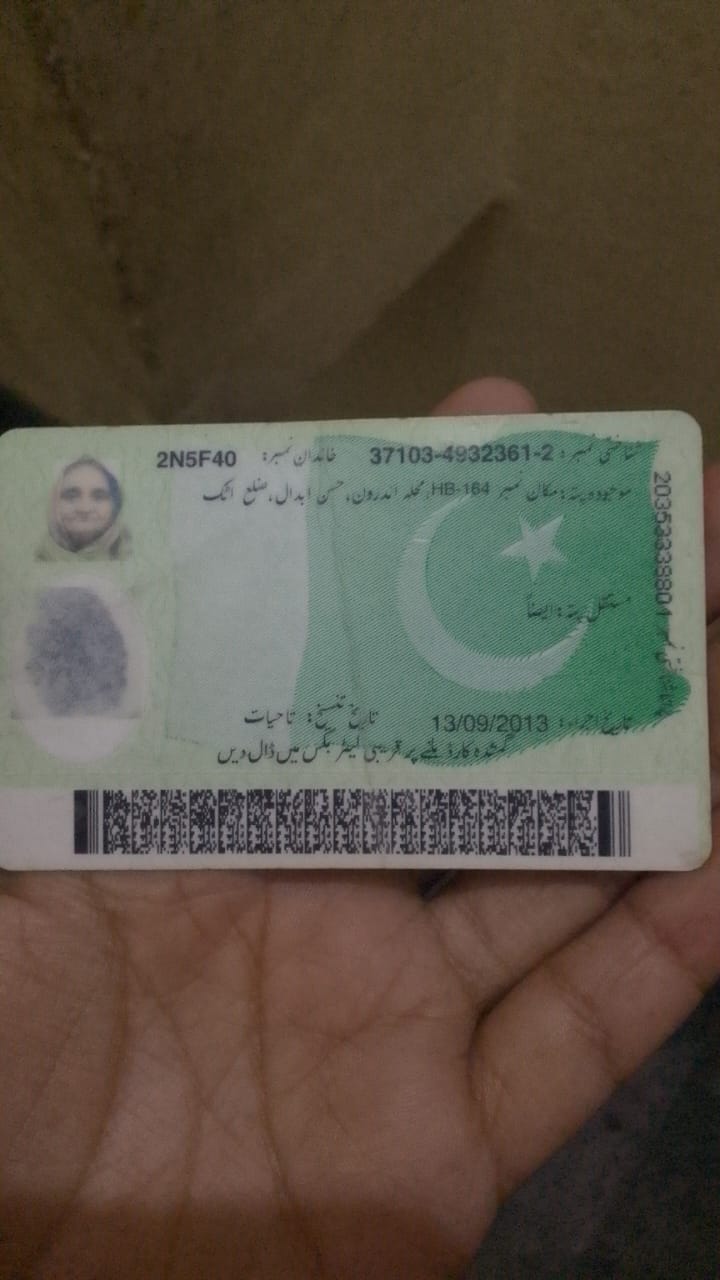 شناختی نمبر: 37103-4932361-2 خاندان نمبر: 2N5F40
موجودہ پتہ: مکان نمبر HB-164، محلہ اندرون، حسن ابدال، ضلع اٹک
مستقل پتہ: ایضاً
تاریخ اجراء: 13/09/2013 تاریخ تنسیخ: تاحیات
گمشدہ کارڈ ملنے پر قریبی لیٹر بکس میں ڈال دیں
20353338804